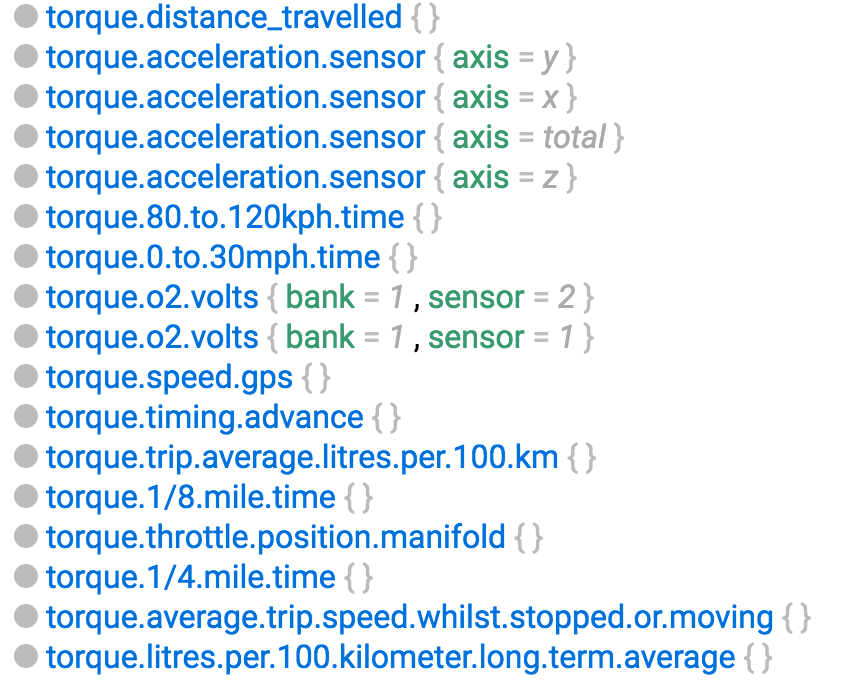 torque.distance_travelled {}
torque.acceleration.sensor { axis = y }
torque.acceleration.sensor { axis = x }
torque.acceleration.sensor { axis = total }
torque.acceleration.sensor { axis = z }
torque.80.to.120kph.time {}
torque.0.to.30mph.time {}
torque.o2.volts { bank = 1 , sensor = 2 }
torque.o2.volts { bank = 1 , sensor = 1 }
torque.speed.gps {}
torque.timing.advance {}
torque.trip.average.litres.per.100.km {}
torque.1/8.mile.time {}
torque.throttle.position.manifold {}
torque.1/4.mile.time {}
torque.average.trip.speed.whilst.stopped.or.moving {}
torque.litres.per.100.kilometer.long.term.average {}